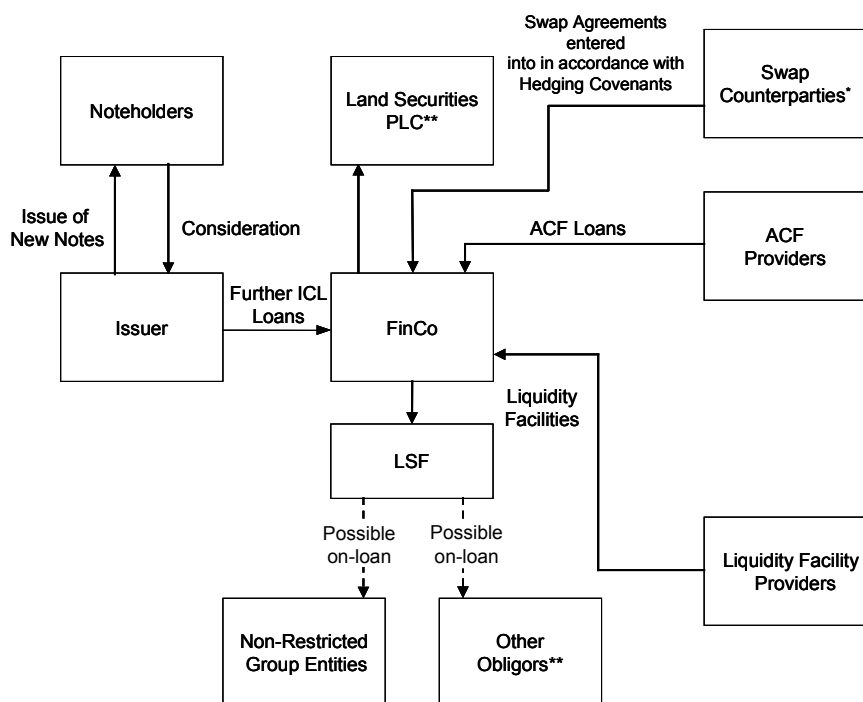 Swap Agreements
entered
into in accordance with
Hedging Covenants
Swap
Counterparties*
Noteholders
Land Securities
PLC**
Issue of
New Notes
Consideration
ACF Loans
ACF
Providers
Issuer
Further ICL
Loans
FinCo
Liquidity
Facilities
LSF
Possible
on-loan
Possible
on-loan
Liquidity Facility
Providers
Non-Restricted
Group Entities
Other
Obligors**